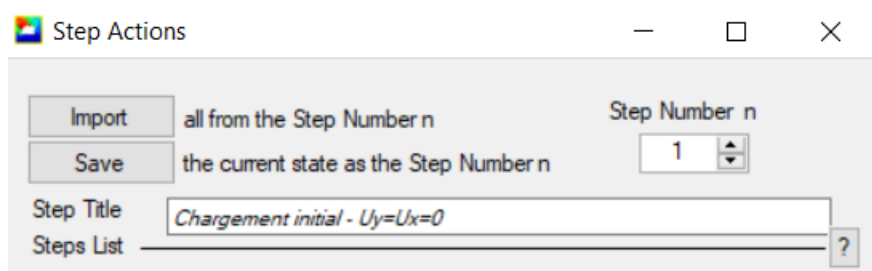 Step Actions
Import all from the Step Number n
Step Number n
Save the current state as the Step Number n
1
Step Title Chargement initial - Uy=Ux=0
Steps List ?